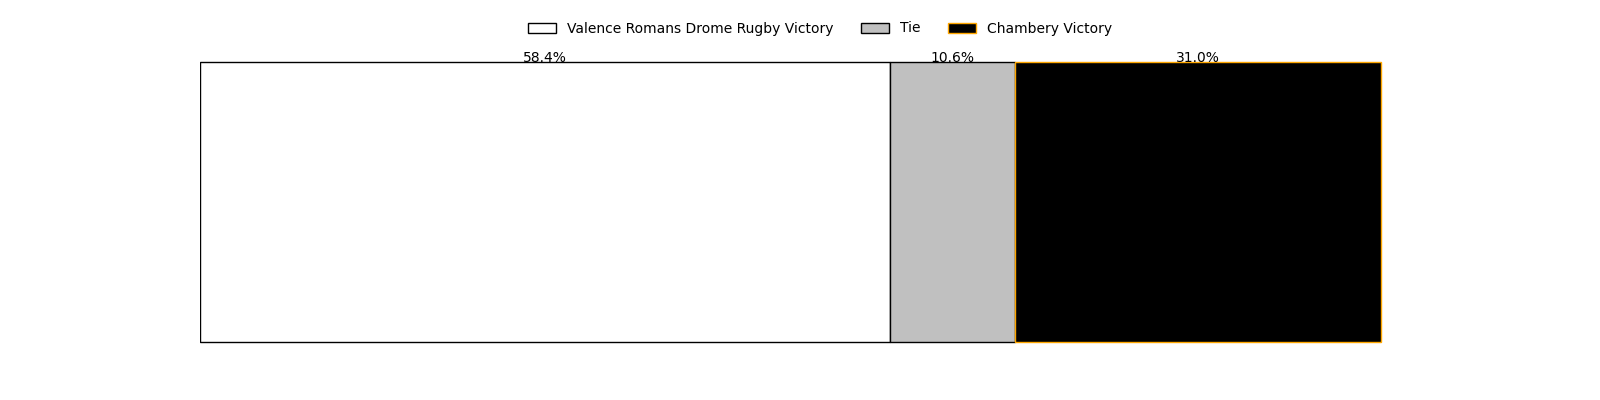 Valence Romans Drome Rugby Victory Tie Chambery Victory
58.4% 10.6% 31.0%